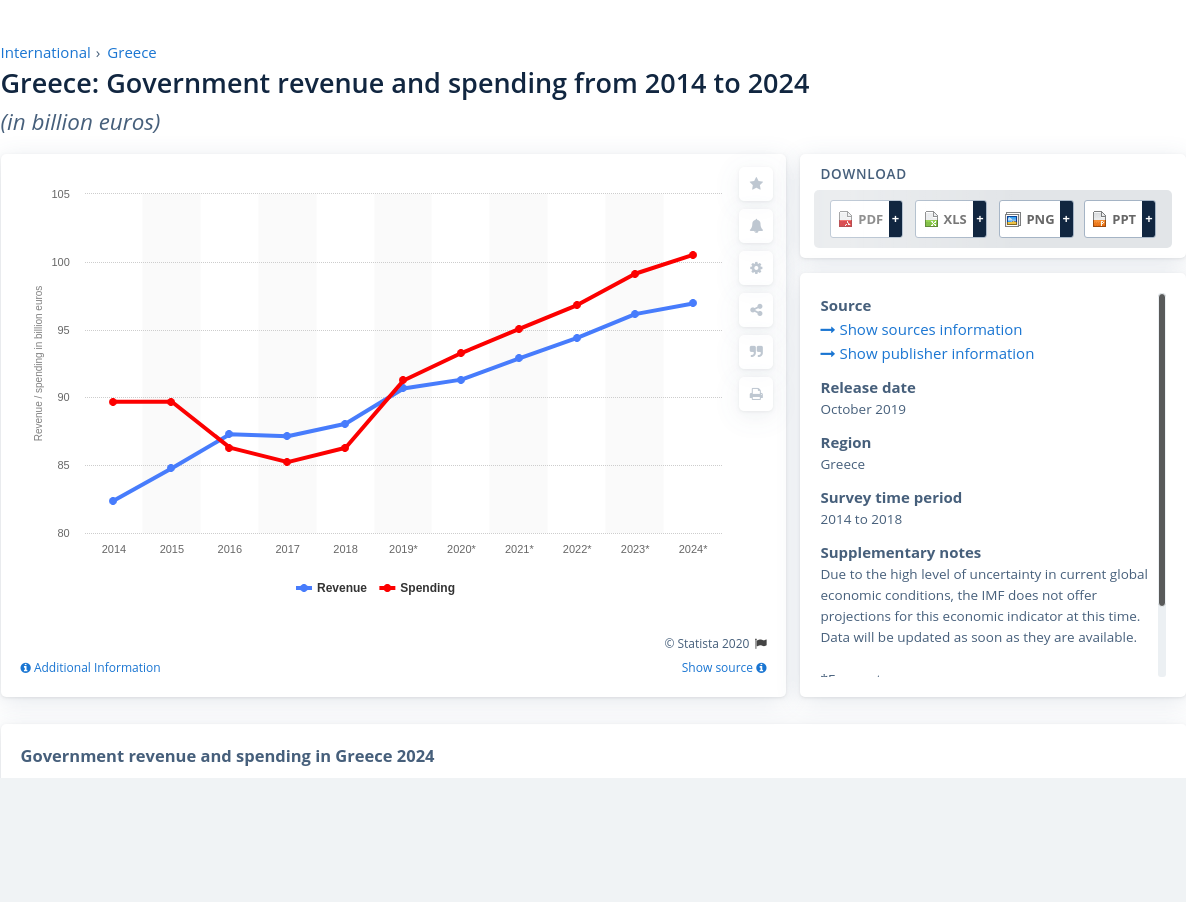 International › Greece
Greece: Government revenue and spending from 2014 to 2024
(in billion euros)
105
100
95
90
85
80
Revenue / spending in billion euros
2014 2015 2016 2017 2018 2019* 2020* 2021* 2022* 2023* 2024*
Revenue Spending
© Statista 2020
Additional Information
Show source
DOWNLOAD
PDF + XLS + PNG + PPT +
Source
Show sources information
Show publisher information
Release date
October 2019
Region
Greece
Survey time period
2014 to 2018
Supplementary notes
Due to the high level of uncertainty in current global
economic conditions, the IMF does not offer
projections for this economic indicator at this time.
Data will be updated as soon as they are available.
Government revenue and spending in Greece 2024